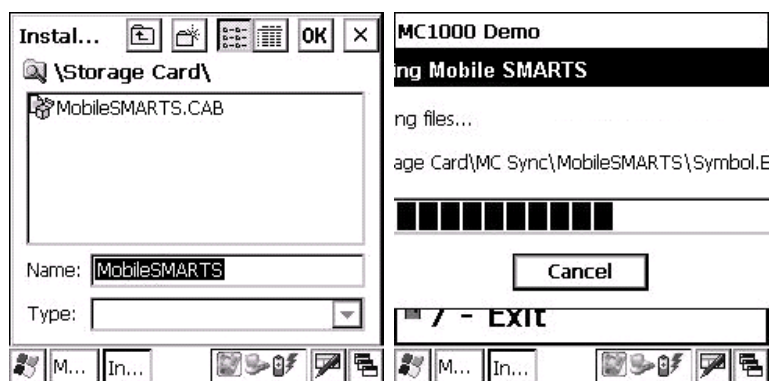 Instal... OK
\Storage Card\
MobileSMARTS.CAB
Name: MobileSMARTS
Type:
M... In...
MC1000 Demo
ing Mobile SMARTS
ng files...
age Card\MC Sync\MobileSMARTS\Symbol.E
Cancel
7 - Exit
M... In...